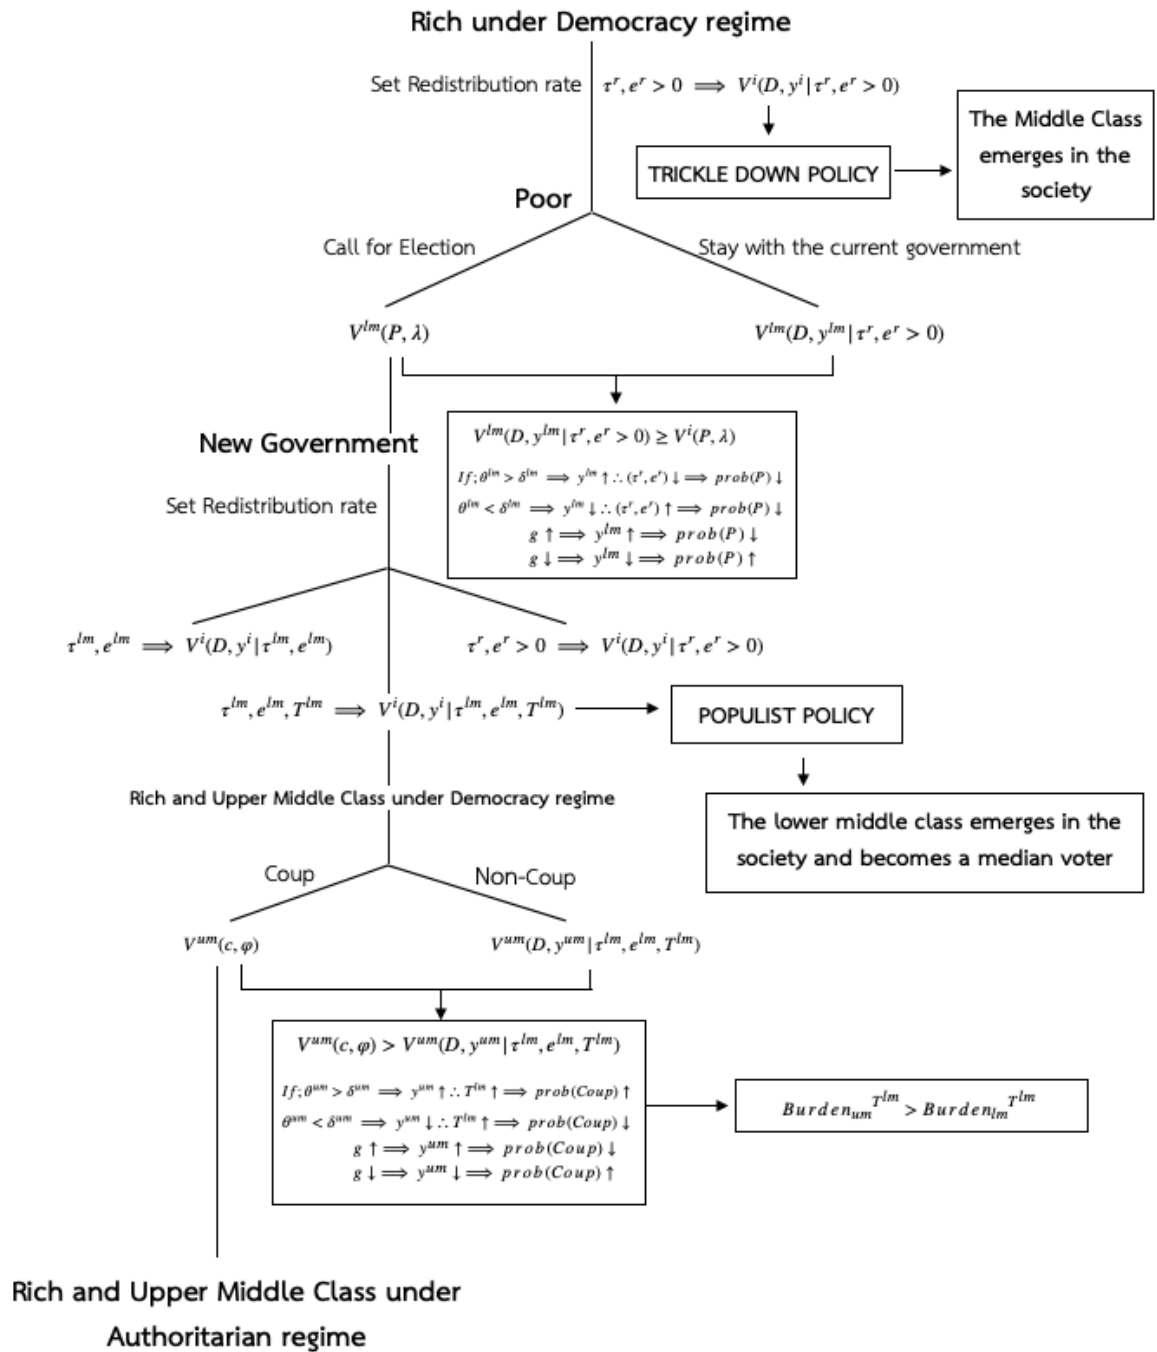 Rich under Democracy regime
Set Redistribution rate
τ^r, e^r > 0 ⟹ V^i(D, y^i | τ^r, e^r > 0)
TRICKLE DOWN POLICY
The Middle Class
emerges in the
society
Poor
Call for Election
Stay with the current government
V^lm(P, λ)
V^lm(D, y^lm | τ^r, e^r > 0)
V^lm(D, y^lm | τ^r, e^r > 0) ≥ V^i(P, λ)
If; θ^lm > δ^lm ⟹ y^lm ↑ ∴ (τ^r, e^r) ↓ ⟹ prob(P) ↓
θ^lm < δ^lm ⟹ y^lm ↓ ∴ (τ^r, e^r) ↑ ⟹ prob(P) ↓
g ↑ ⟹ y^lm ↑ ⟹ prob(P) ↓
g ↓ ⟹ y^lm ↓ ⟹ prob(P) ↑
New Government
Set Redistribution rate
τ^lm, e^lm ⟹ V^i(D, y^i | τ^lm, e^lm)
τ^r, e^r > 0 ⟹ V^i(D, y^i | τ^r, e^r > 0)
τ^lm, e^lm, T^lm ⟹ V^i(D, y^i | τ^lm, e^lm, T^lm)
POPULIST POLICY
The lower middle class emerges in the
society and becomes a median voter
Rich and Upper Middle Class under Democracy regime
Coup
Non-Coup
V^um(c, φ)
V^um(D, y^um | τ^lm, e^lm, T^lm)
V^um(c, φ) > V^um(D, y^um | τ^lm, e^lm, T^lm)
If; θ^um > δ^um ⟹ y^um ↑ ∴ T^lm ↑ ⟹ prob(Coup) ↑
θ^um < δ^um ⟹ y^um ↓ ∴ T^lm ↑ ⟹ prob(Coup) ↓
g ↑ ⟹ y^um ↑ ⟹ prob(Coup) ↓
g ↓ ⟹ y^um ↓ ⟹ prob(Coup) ↑
Burden_um^T^lm > Burden_lm^T^lm
Rich and Upper Middle Class under
Authoritarian regime